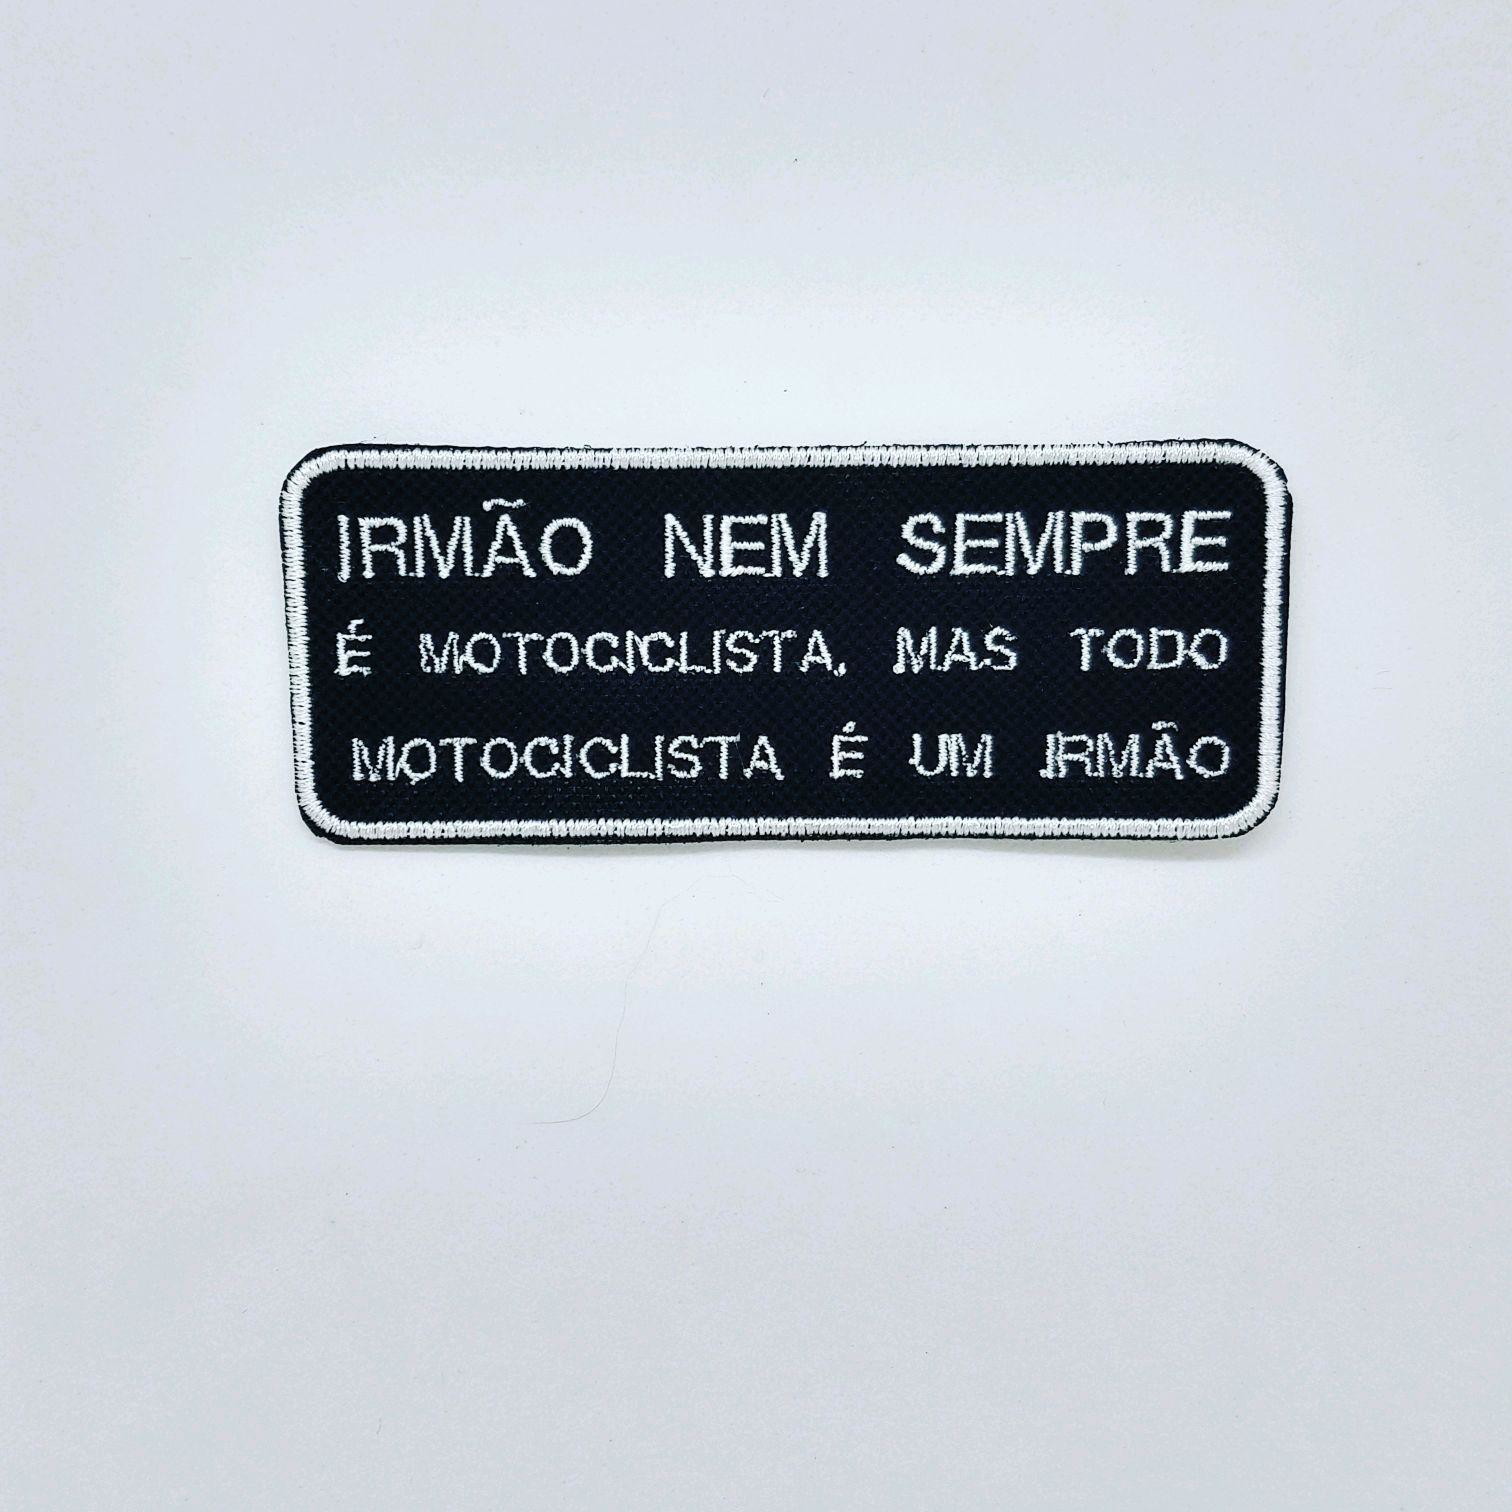 IRMÃO NEM SEMPRE
É MOTOCICLISTA, MAS TODO
MOTOCICLISTA É UM IRMÃO